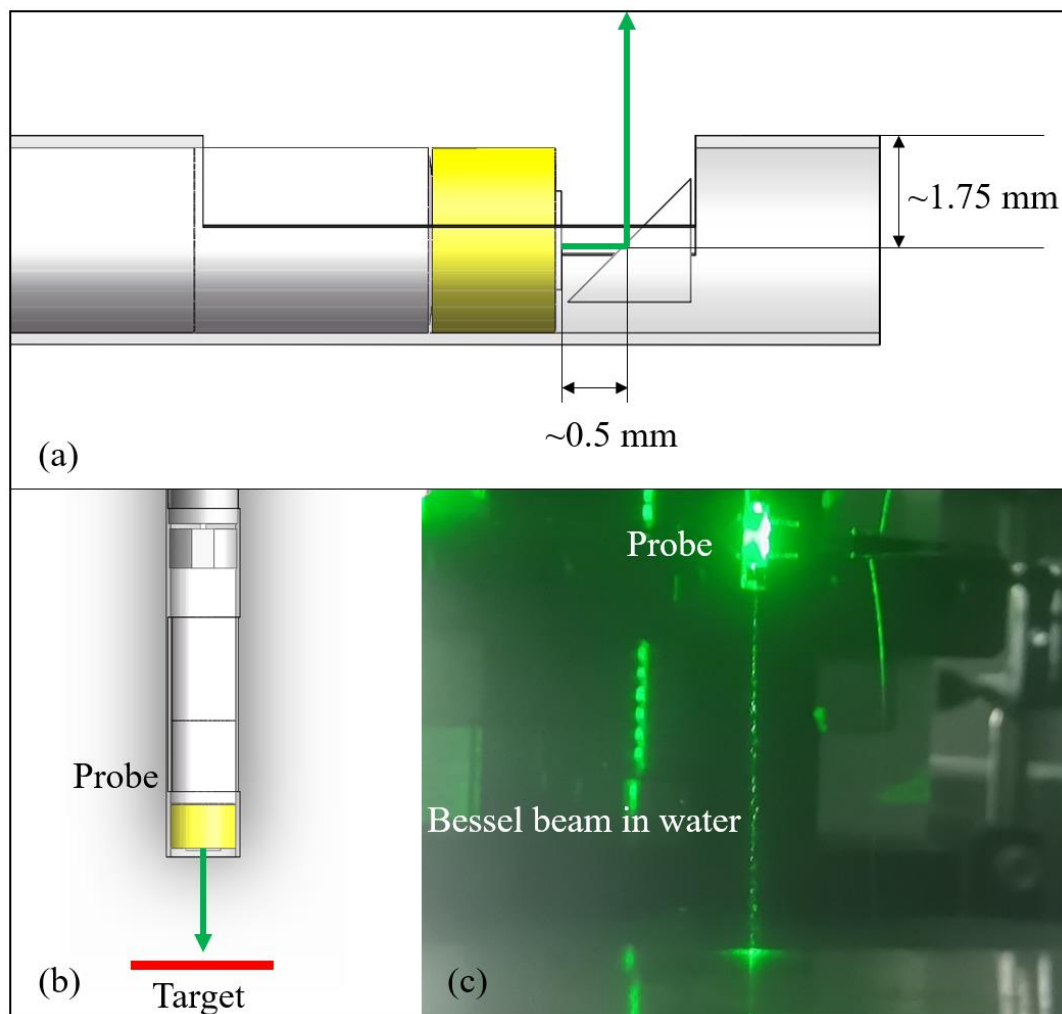 ~1.75 mm
~0.5 mm
(a)
Probe
Probe
Bessel beam in water
(b)
Target
(c)